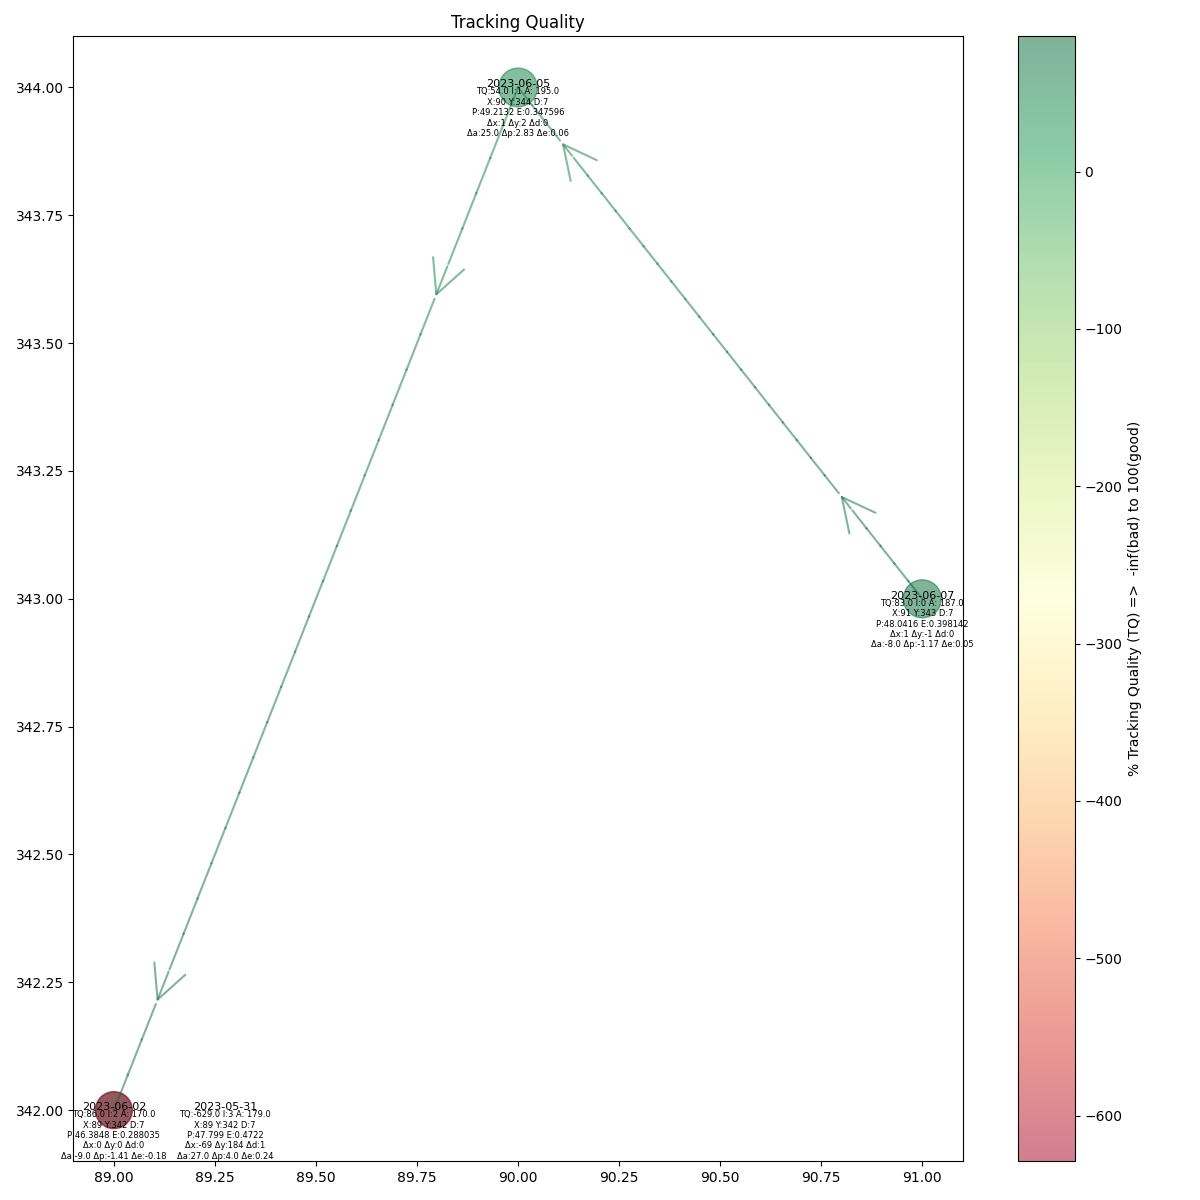 Tracking Quality
344.00
343.75
343.50
343.25
343.00
342.75
342.50
342.25
342.00
2023-06-05
TQ:54.0 I:1 A: 195.0
X:90 Y:344 D:7
P:49.2132 E:0.347596
Δx:1 Δy:2 Δd:0
Δa:25.0 Δp:2.83 Δe:0.06
2023-06-07
TQ:83.0 I:0 A: 187.0
X:91 Y:343 D:7
P:48.0416 E:0.398142
Δx:1 Δy:-1 Δd:0
Δa:-8.0 Δp:-1.17 Δe:0.05
2023-06-02
TQ:86.0 I:2 A: 170.0
X:89 Y:342 D:7
P:46.3848 E:0.288035
Δx:0 Δy:0 Δd:0
Δa:-9.0 Δp:-1.41 Δe:-0.18
2023-05-31
TQ:-629.0 I:3 A: 179.0
X:89 Y:342 D:7
P:47.799 E:0.4722
Δx:-69 Δy:184 Δd:1
Δa:27.0 Δp:4.0 Δe:0.24
89.00
89.25
89.50
89.75
90.00
90.25
90.50
90.75
91.00
0
−100
−200
−300
−400
−500
−600
% Tracking Quality (TQ) => -inf(bad) to 100(good)